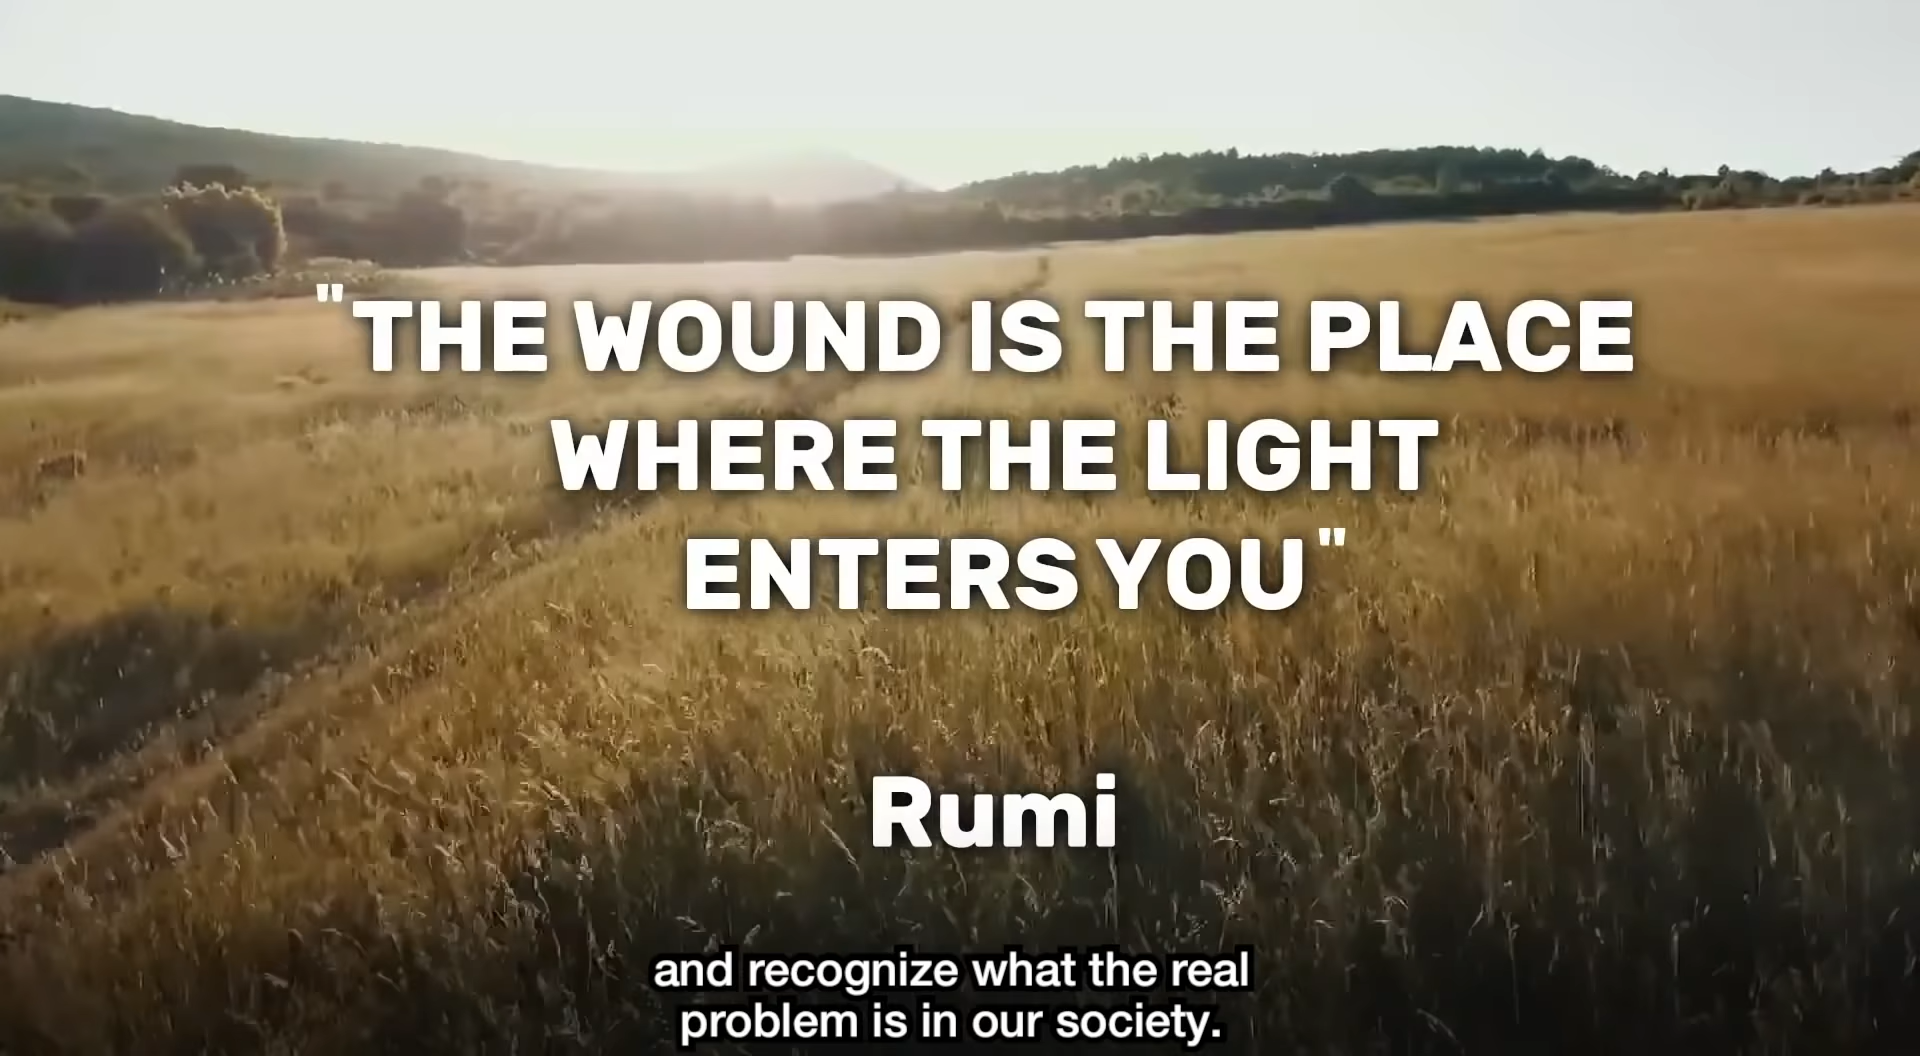 "THE WOUND IS THE PLACE
WHERE THE LIGHT
ENTERS YOU"
Rumi
and recognize what the real
problem is in our society.